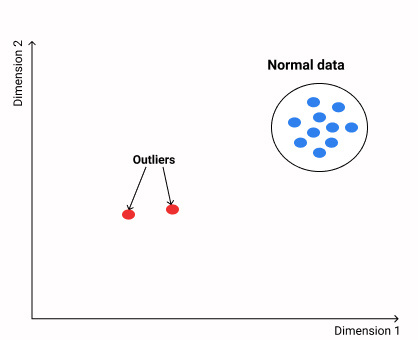 Dimension 2
Normal data
Outliers
Dimension 1